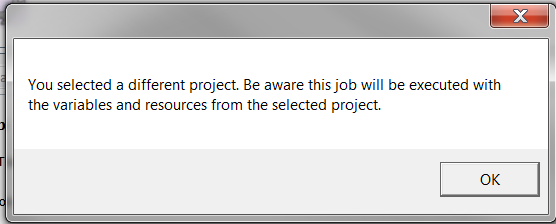 You selected a different project. Be aware this job will be executed with
the variables and resources from the selected project.
OK